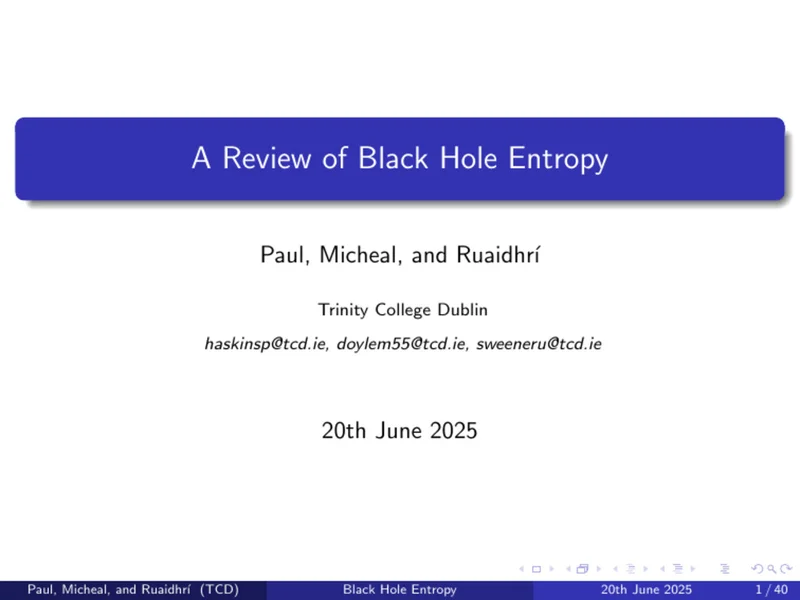 A Review of Black Hole Entropy
Paul, Micheal, and Ruaidhrí
Trinity College Dublin
haskinsp@tcd.ie, doylem55@tcd.ie, sweeneru@tcd.ie
20th June 2025
Paul, Micheal, and Ruaidhrí (TCD) Black Hole Entropy 20th June 2025 1 / 40